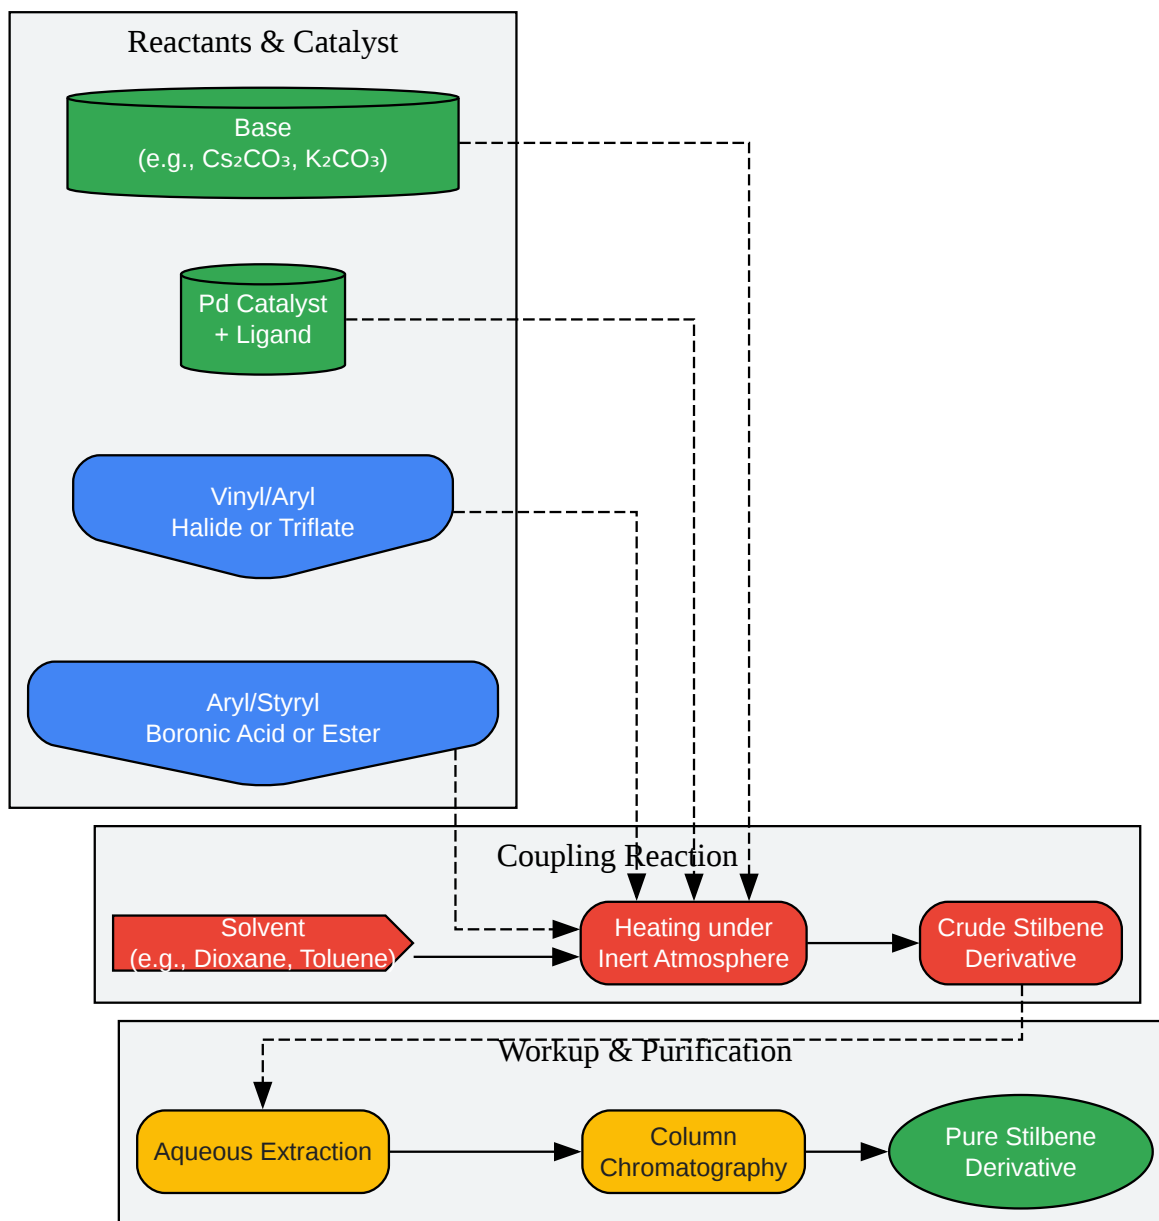 Reactants & Catalyst
Base
(e.g., Cs₂CO₃, K₂CO₃)
Pd Catalyst
+ Ligand
Vinyl/Aryl
Halide or Triflate
Aryl/Styryl
Boronic Acid or Ester
Coupling Reaction
Solvent
(e.g., Dioxane, Toluene)
Heating under
Inert Atmosphere
Crude Stilbene
Derivative
Workup & Purification
Aqueous Extraction
Column
Chromatography
Pure Stilbene
Derivative